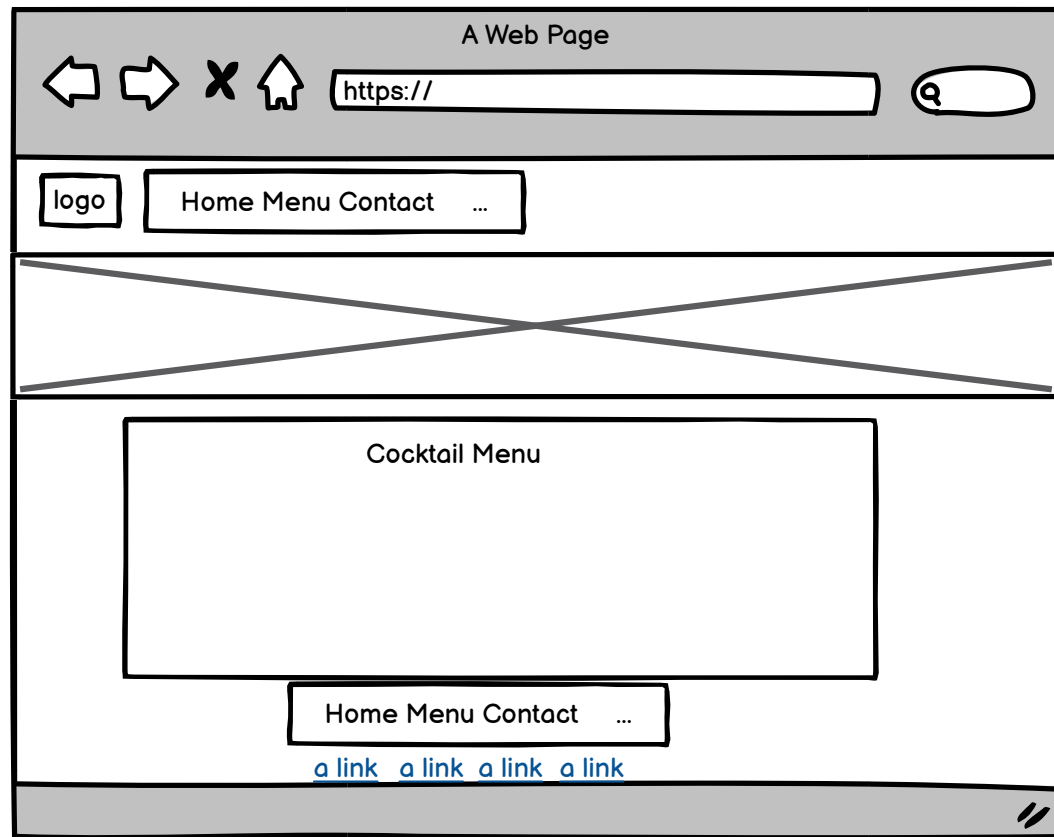 A Web Page
https://
logo
Home Menu Contact ...
Cocktail Menu
Home Menu Contact ...
a link a link a link a link